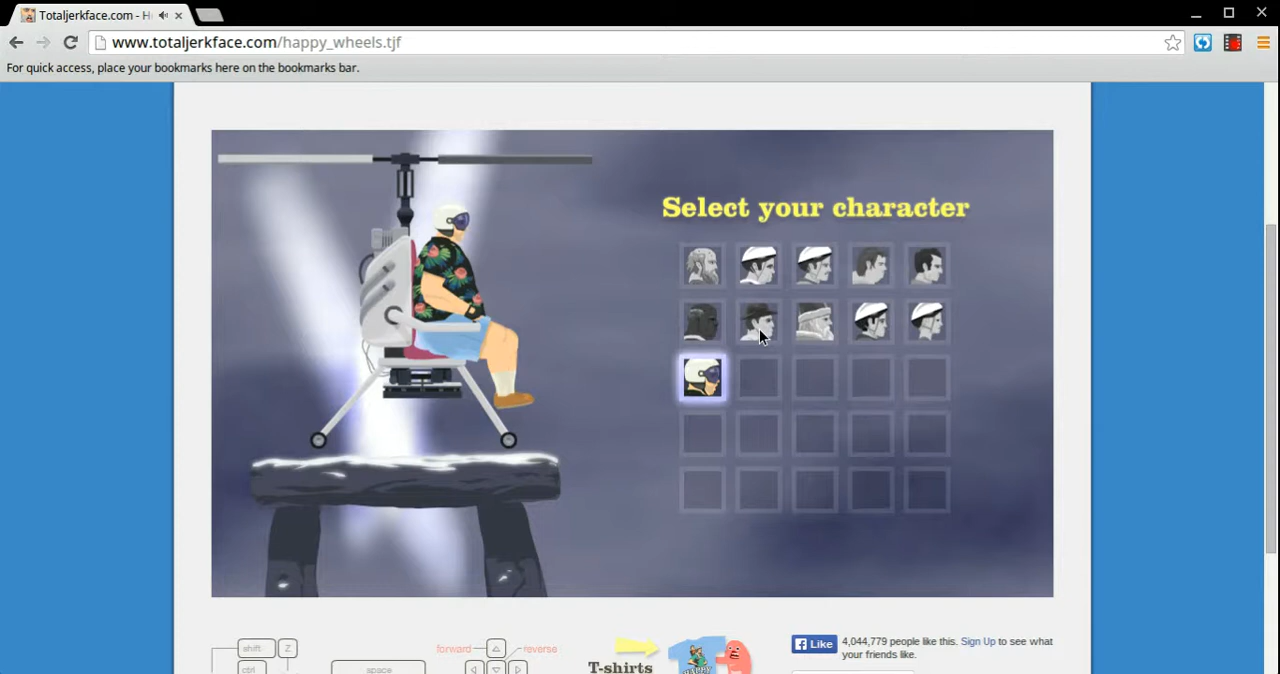 Totaljerkface.com - H
www.totaljerkface.com/happy_wheels.tjf
For quick access, place your bookmarks here on the bookmarks bar.
Select your character
shift Z
forward reverse
4,044,779 people like this. Sign Up to see what
Like
your friends like.
ctrl
space
T-shirts